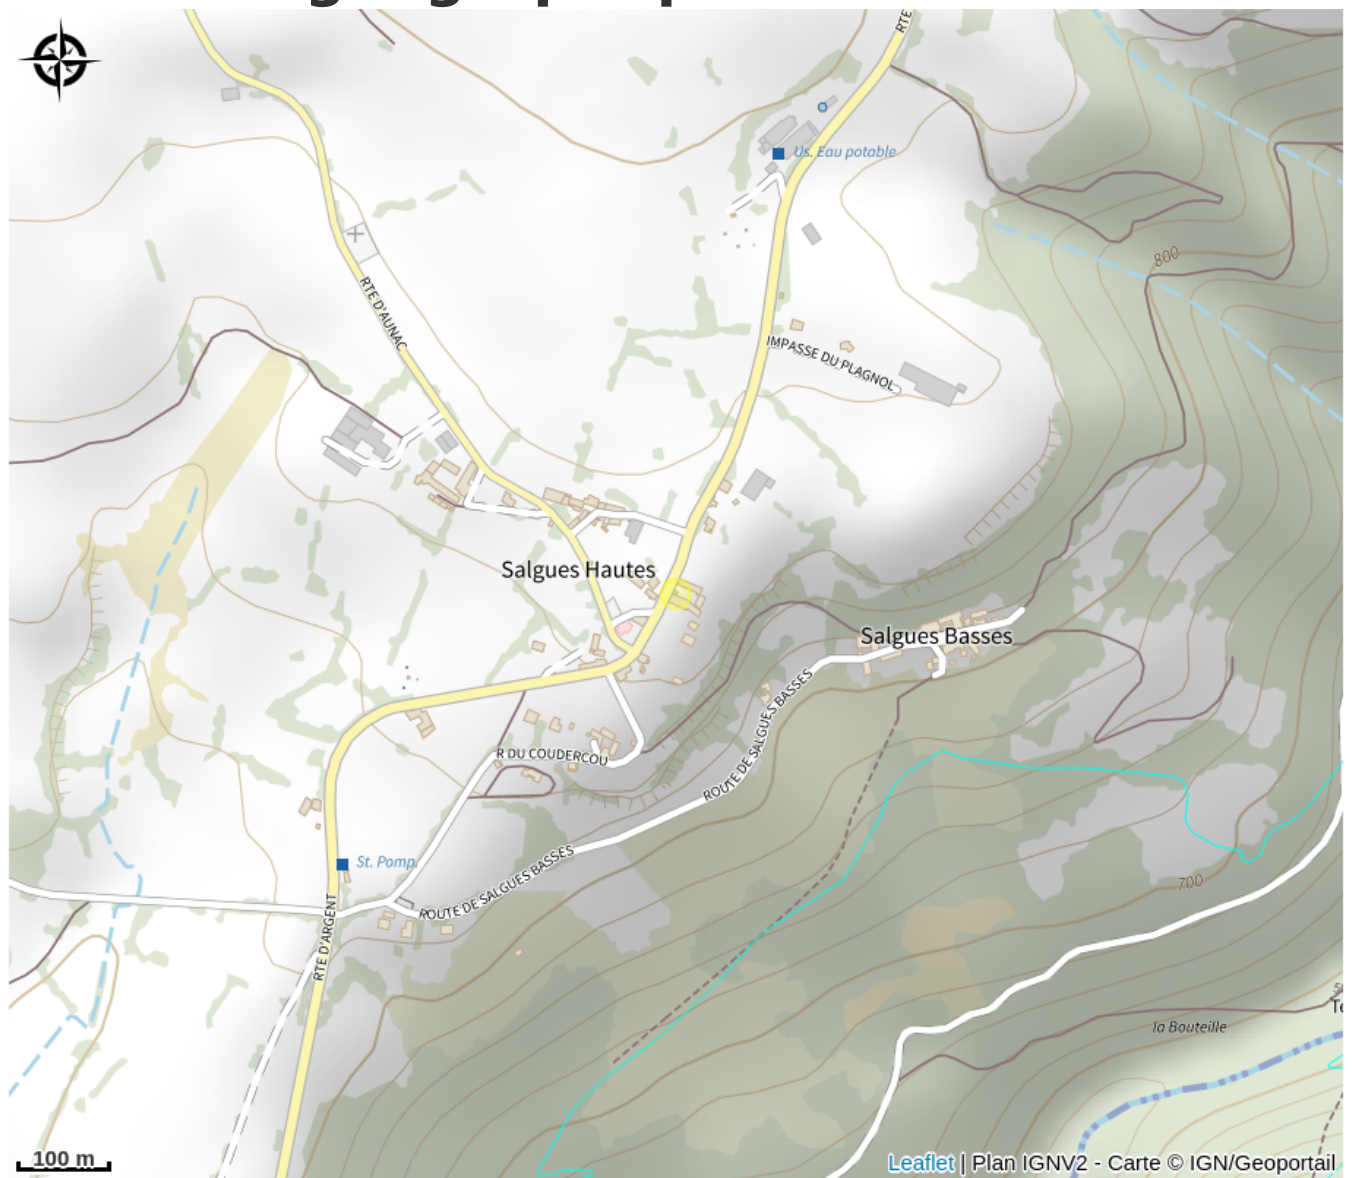 RTE
Us. Eau potable
800
RTE D'AUNAC
IMPASSE DU PLAGNOL
Salgues Hautes
Salgues Basses
ROUTE DE SALGUES BASSES
R DU COUDERCOU
St. Pomp.
ROUTE DE SALGUES BASSES
700
RTE D'ARGENT
la Bouteille
100 m
Leaflet | Plan IGNV2 - Carte © IGN/Geoportail